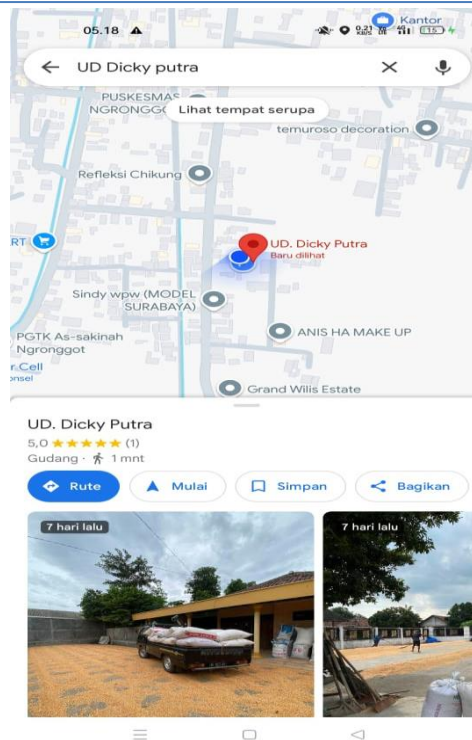 05.18
Kantor
UD Dicky putra
PUSKESMAS
NGRONGGO
Lihat tempat serupa
temuroso decoration
Refleksi Chikung
RT
UD. Dicky Putra
Baru dilihat
Sindy wpw (MODEL
SURABAYA)
ANIS HA MAKE UP
PGTK As-sakinah
Ngronggot
r Cell
onsel
Grand Wilis Estate
UD. Dicky Putra
5,0 ★★★★★ (1)
Gudang · 1 mnt
Rute
Mulai
Simpan
Bagikan
7 hari lalu
7 hari lalu